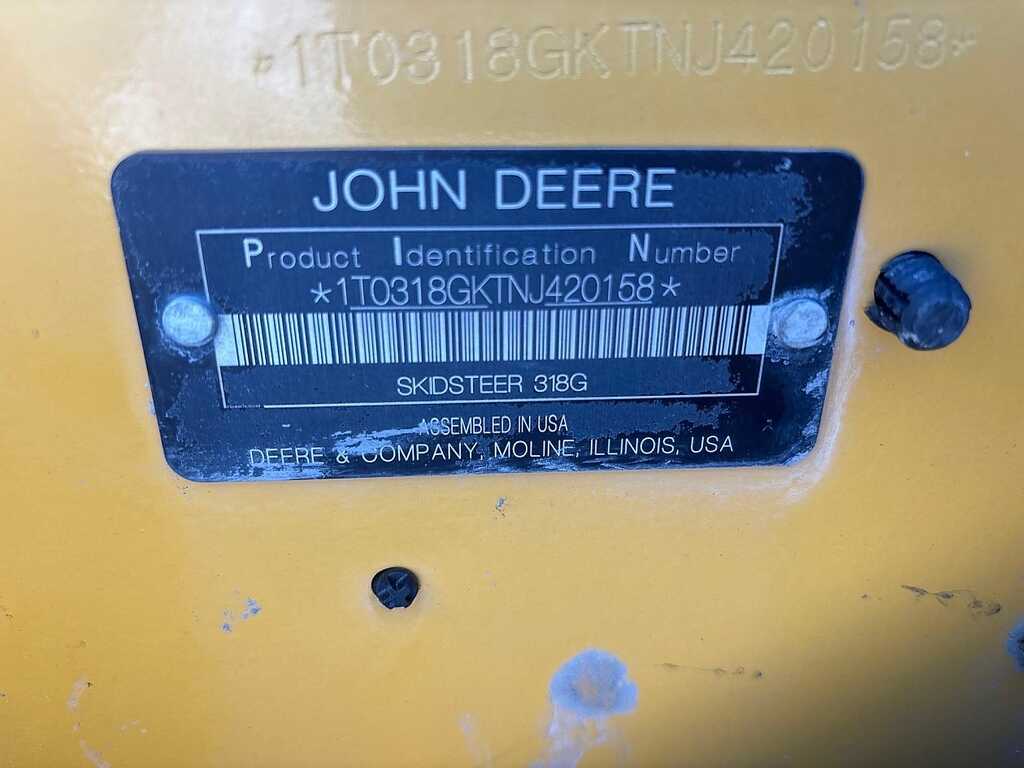 *1T0318GKTNJ420158*
JOHN DEERE
Product Identification Number
*1T0318GKTNJ420158*
SKIDSTEER 318G
ASSEMBLED IN USA
DEERE & COMPANY, MOLINE, ILLINOIS, USA